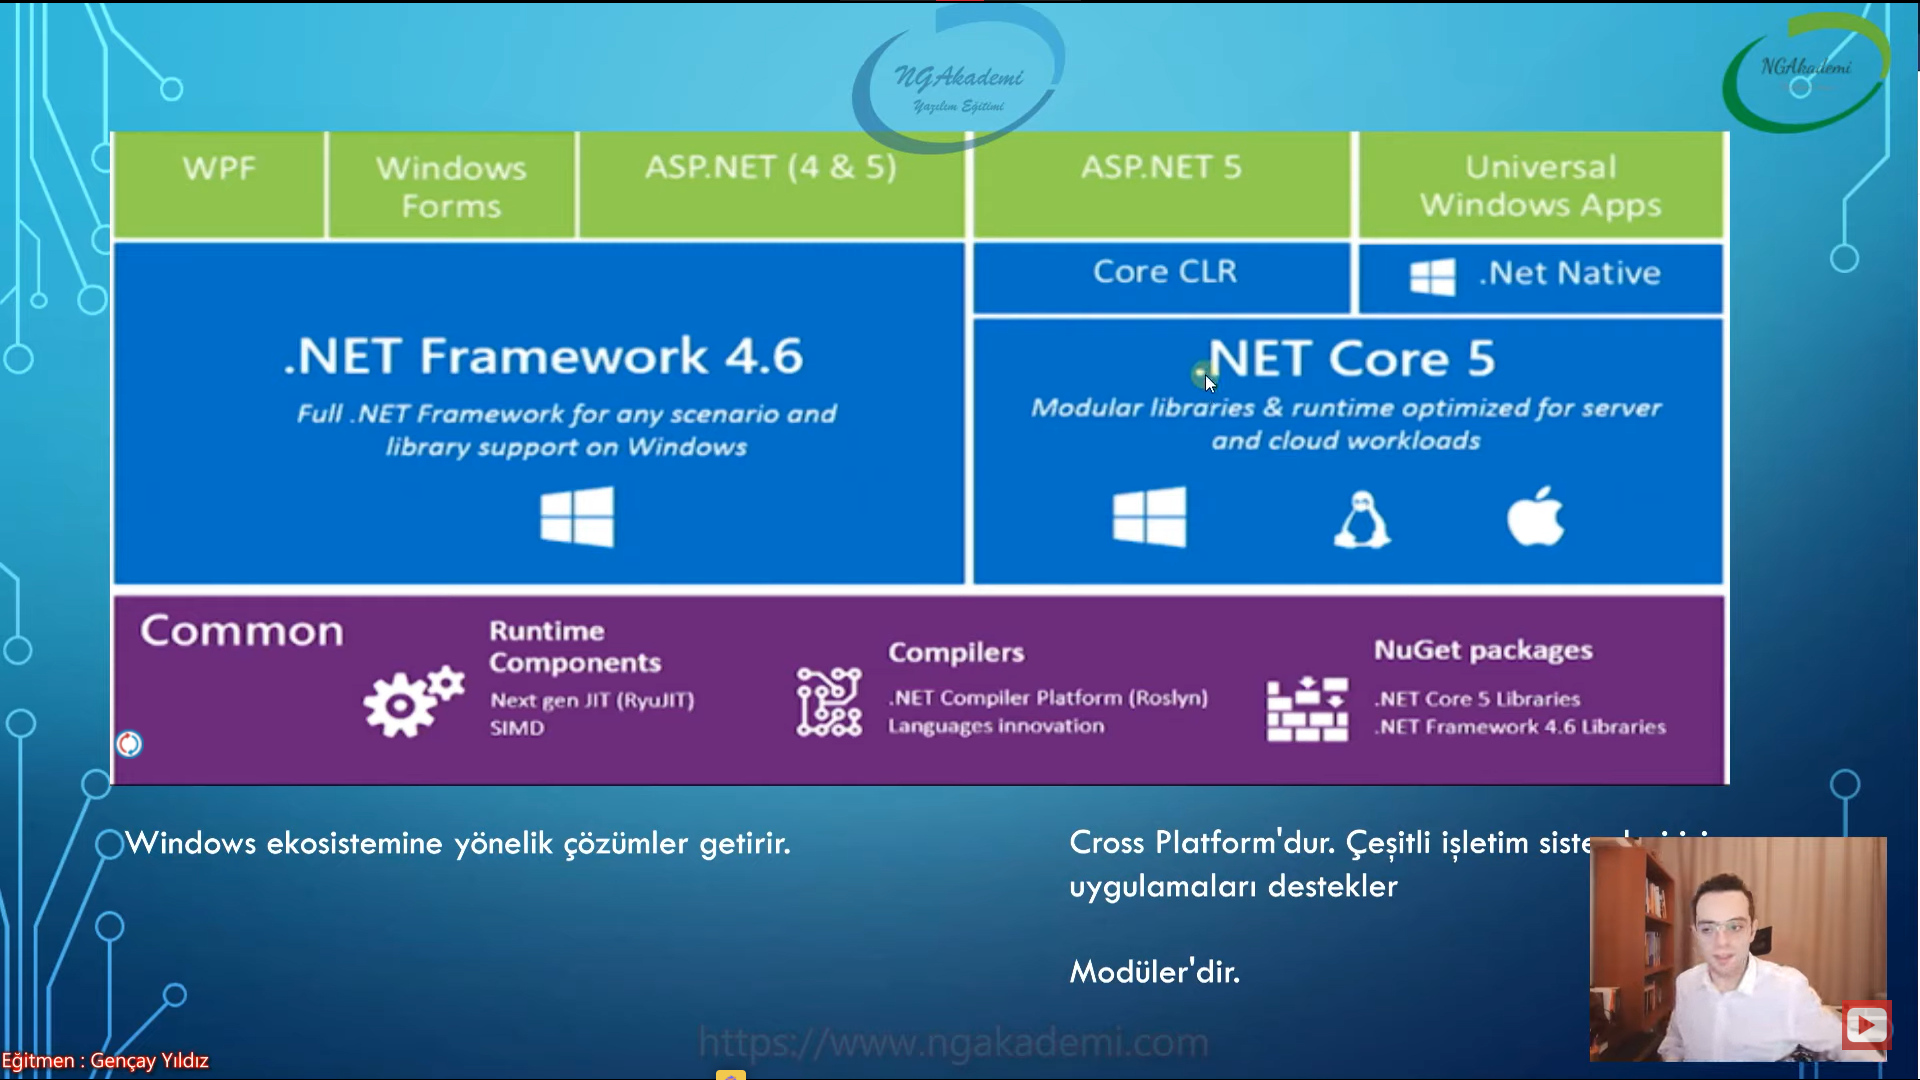 NGAkademi
Yazılım Eğitimi
NGAkademi
WPF
Windows
Forms
ASP.NET (4 & 5)
ASP.NET 5
Universal
Windows Apps
Core CLR
.Net Native
.NET Framework 4.6
Full .NET Framework for any scenario and
library support on Windows
.NET Core 5
Modular libraries & runtime optimized for server
and cloud workloads
Common
Runtime
Components
Next gen JIT (RyuJIT)
SIMD
Compilers
.NET Compiler Platform (Roslyn)
Languages innovation
NuGet packages
.NET Core 5 Libraries
.NET Framework 4.6 Libraries
Windows ekosistemine yönelik çözümler getirir.
Cross Platform'dur. Çeşitli işletim
uygulamaları destekler
Modüler'dir.
https://www.ngakademi.com
Eğitmen : Gençay Yıldız